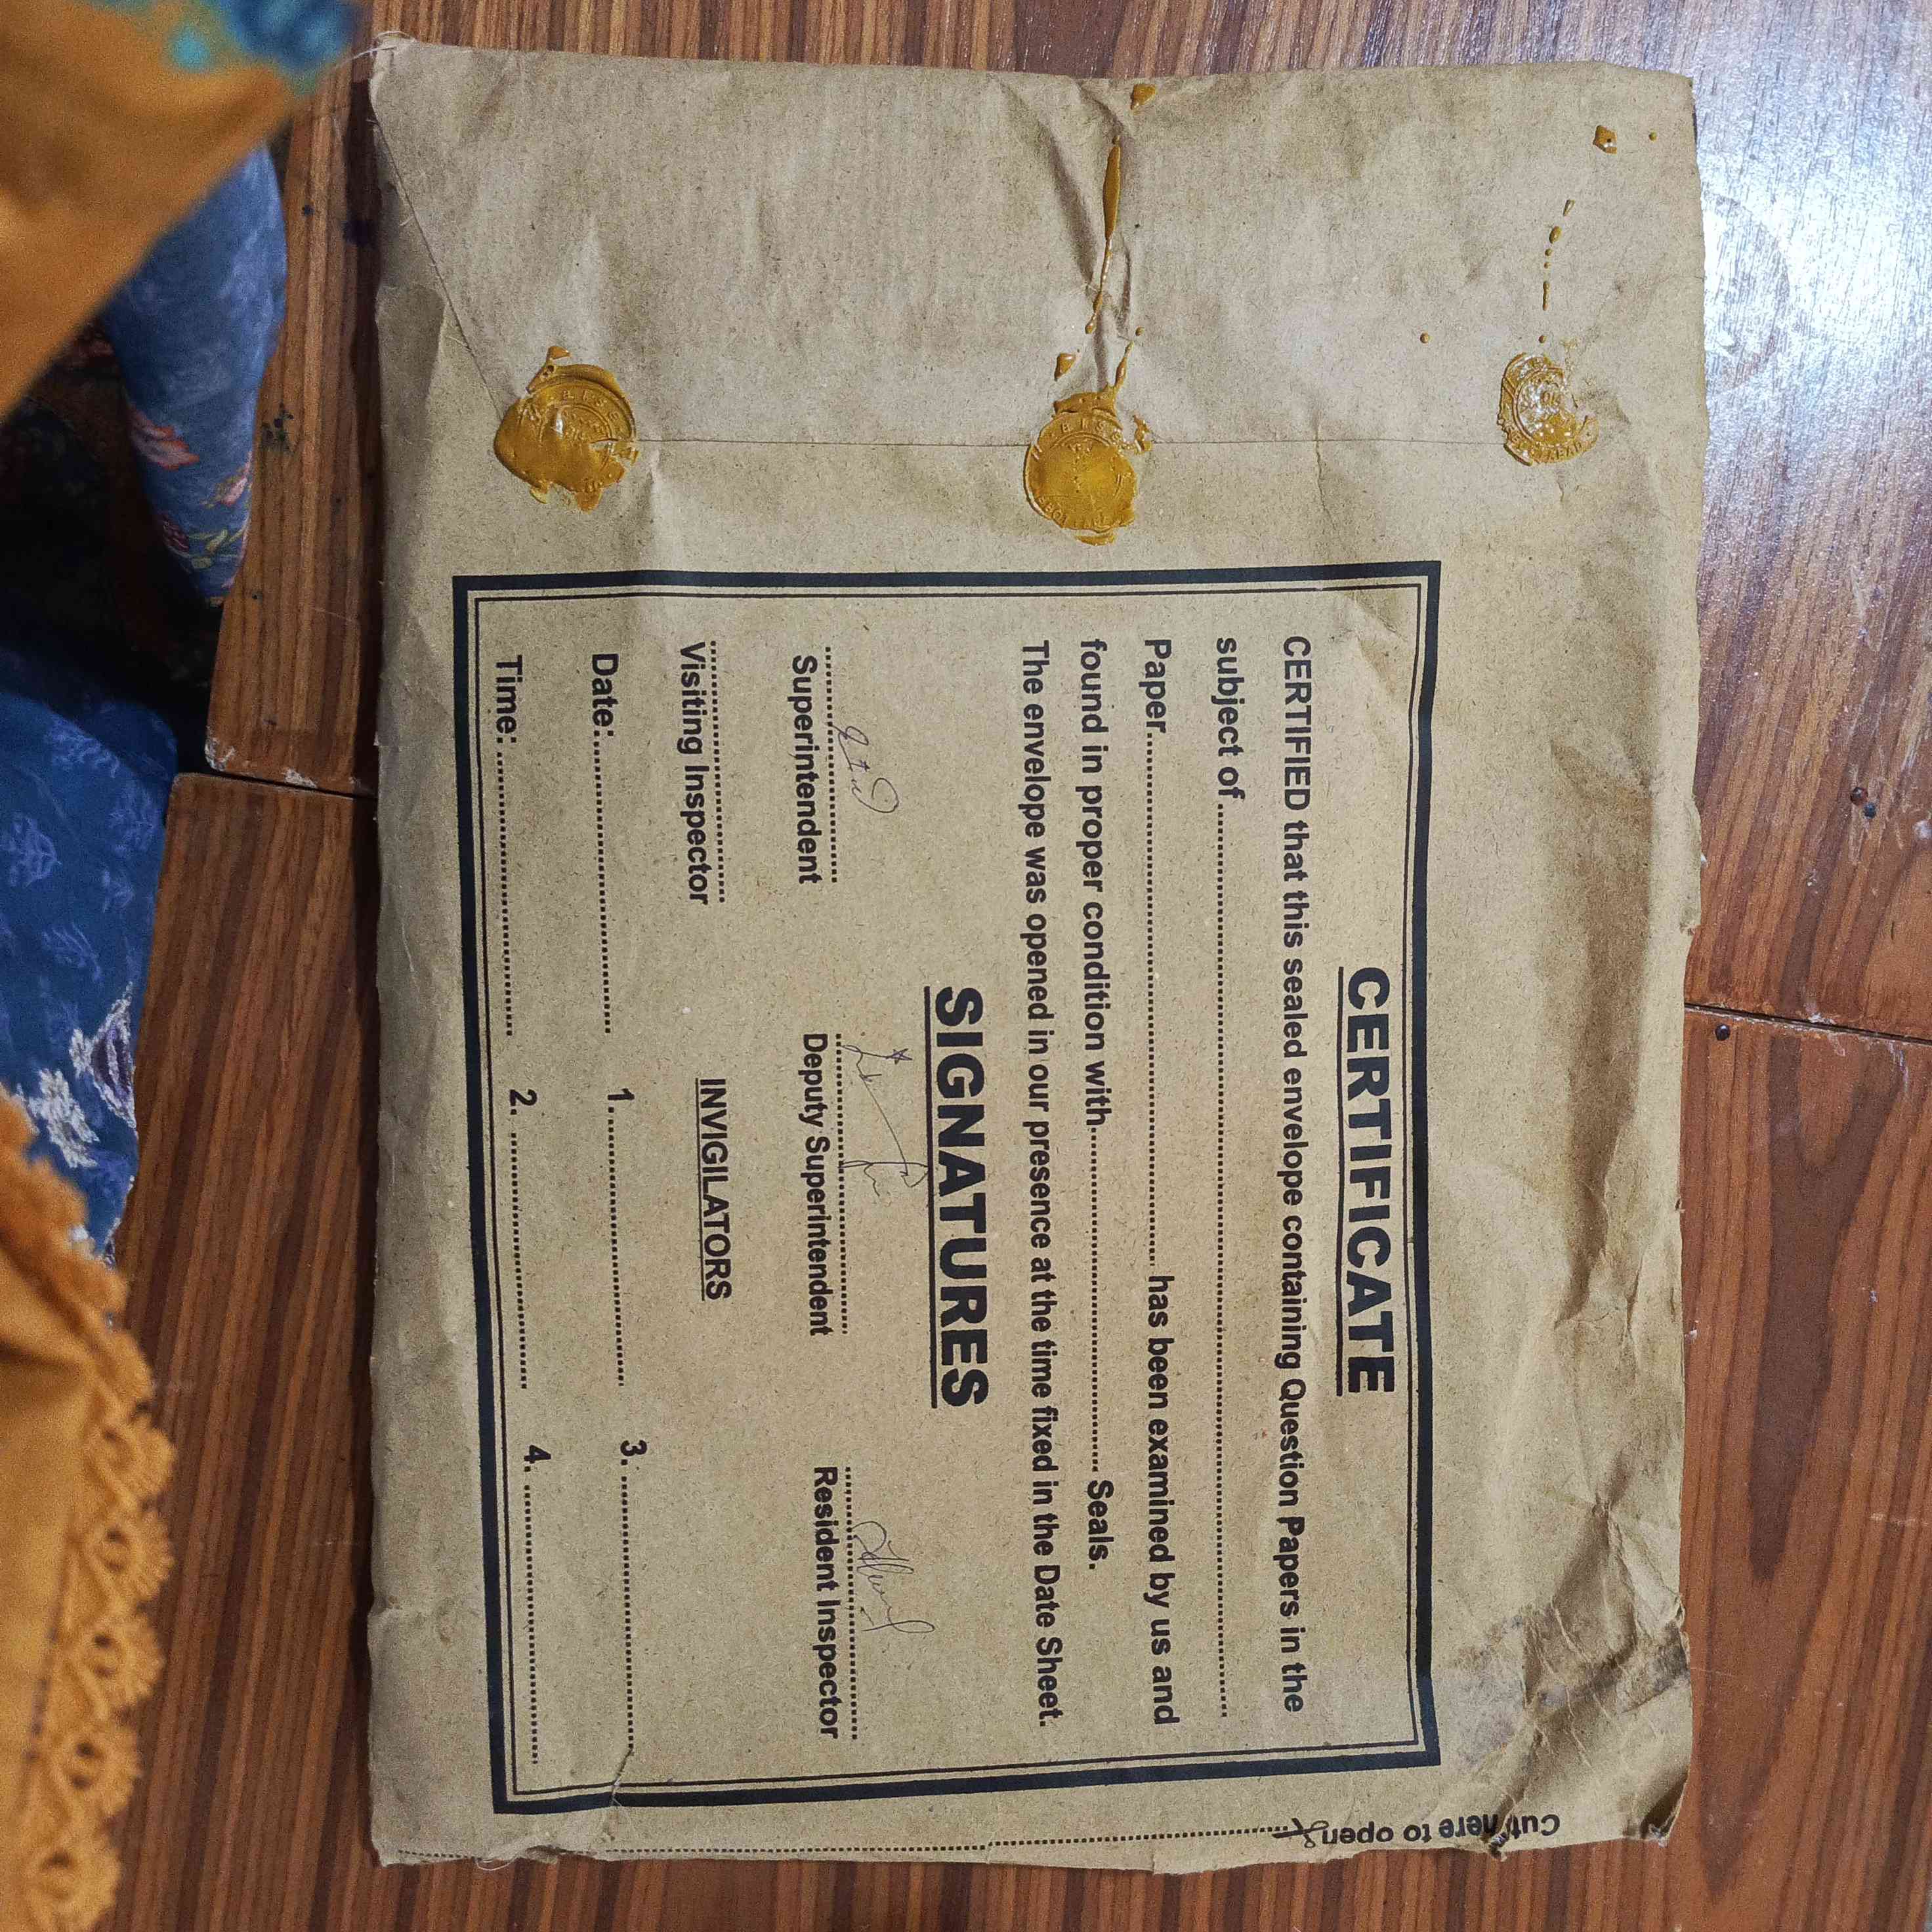 CERTIFICATE
CERTIFIED that this sealed envelope containing Question Papers in the
subject of................................................................
Paper................................................ has been examined by us and
found in proper condition with................................ Seals.
The envelope was opened in our presence at the time fixed in the Date Sheet.
SIGNATURES
Superintendent Deputy Superintendent Resident Inspector
Visiting Inspector INVIGILATORS
Date:.............................. 1.............................. 3. ..............................
Time: .............................. 2. .............................. 4. ..............................
Cut here to open